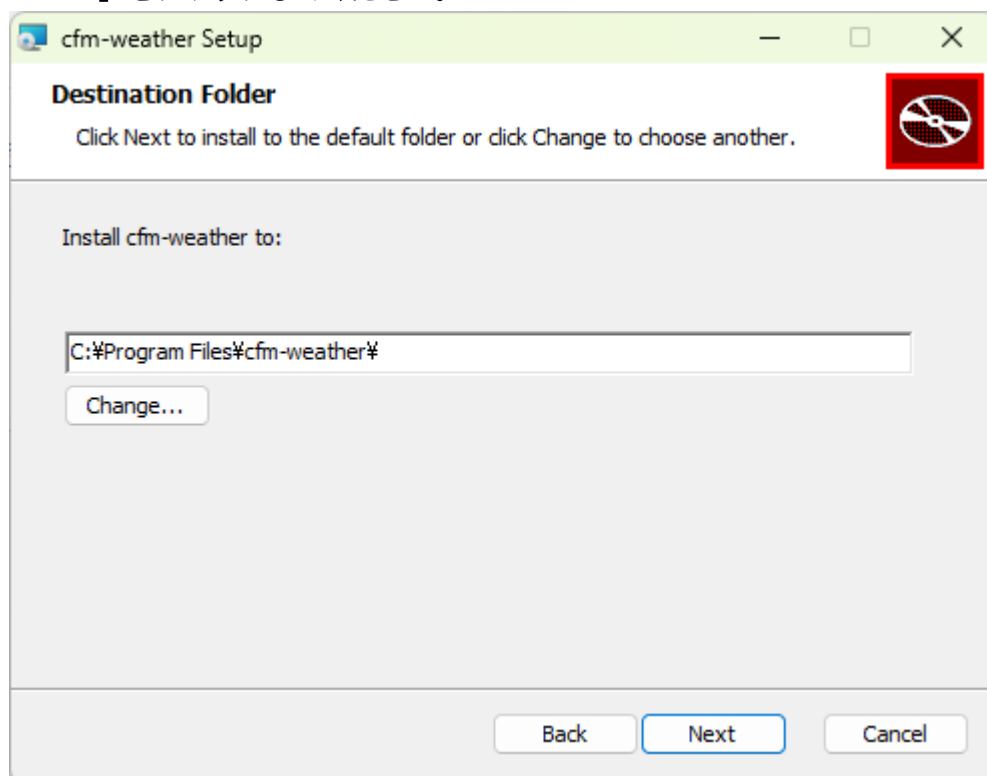 cfm-weather Setup
Destination Folder
Click Next to install to the default folder or click Change to choose another.
Install cfm-weather to:
C:¥Program Files¥cfm-weather¥
Change...
Back Next Cancel